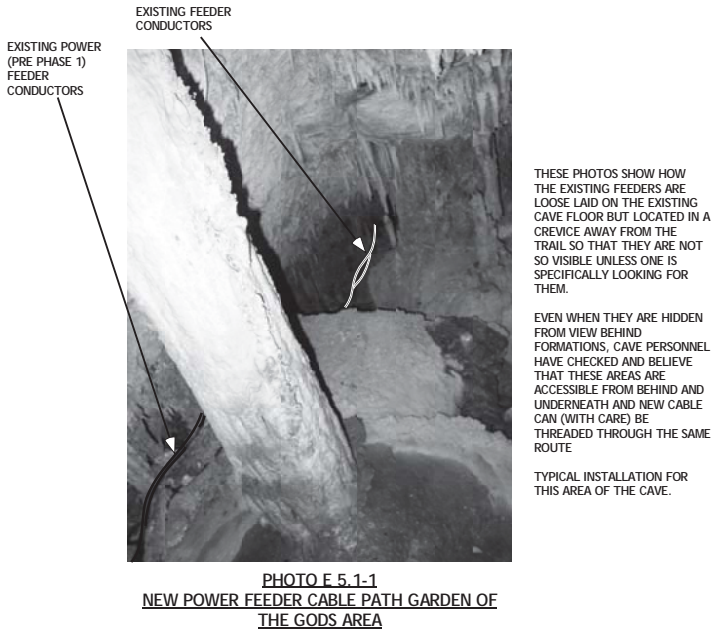 EXISTING FEEDER
CONDUCTORS
EXISTING POWER
(PRE PHASE 1)
FEEDER
CONDUCTORS
THESE PHOTOS SHOW HOW
THE EXISTING FEEDERS ARE
LOOSE LAID ON THE EXISTING
CAVE FLOOR BUT LOCATED IN A
CREVICE AWAY FROM THE
TRAIL SO THAT THEY ARE NOT
SO VISIBLE UNLESS ONE IS
SPECIFICALLY LOOKING FOR
THEM.
EVEN WHEN THEY ARE HIDDEN
FROM VIEW BEHIND
FORMATIONS, CAVE PERSONNEL
HAVE CHECKED AND BELIEVE
THAT THESE AREAS ARE
ACCESSIBLE FROM BEHIND AND
UNDERNEATH AND NEW CABLE
CAN (WITH CARE) BE
THREADED THROUGH THE SAME
ROUTE
TYPICAL INSTALLATION FOR
THIS AREA OF THE CAVE.
PHOTO E 5.1-1
NEW POWER FEEDER CABLE PATH GARDEN OF
THE GODS AREA